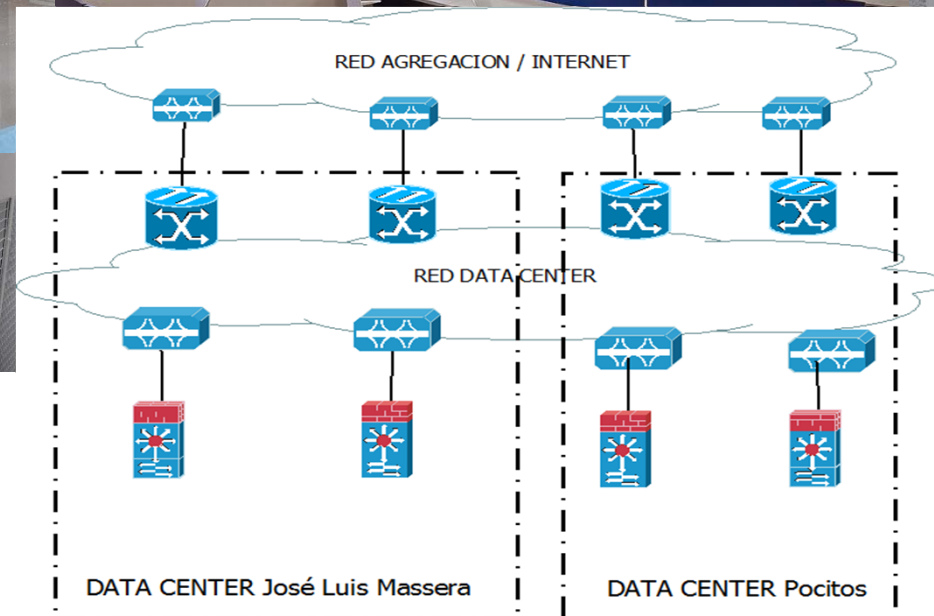 RED AGREGACION / INTERNET
RED DATA CENTER
DATA CENTER José Luis Massera
DATA CENTER Pocitos